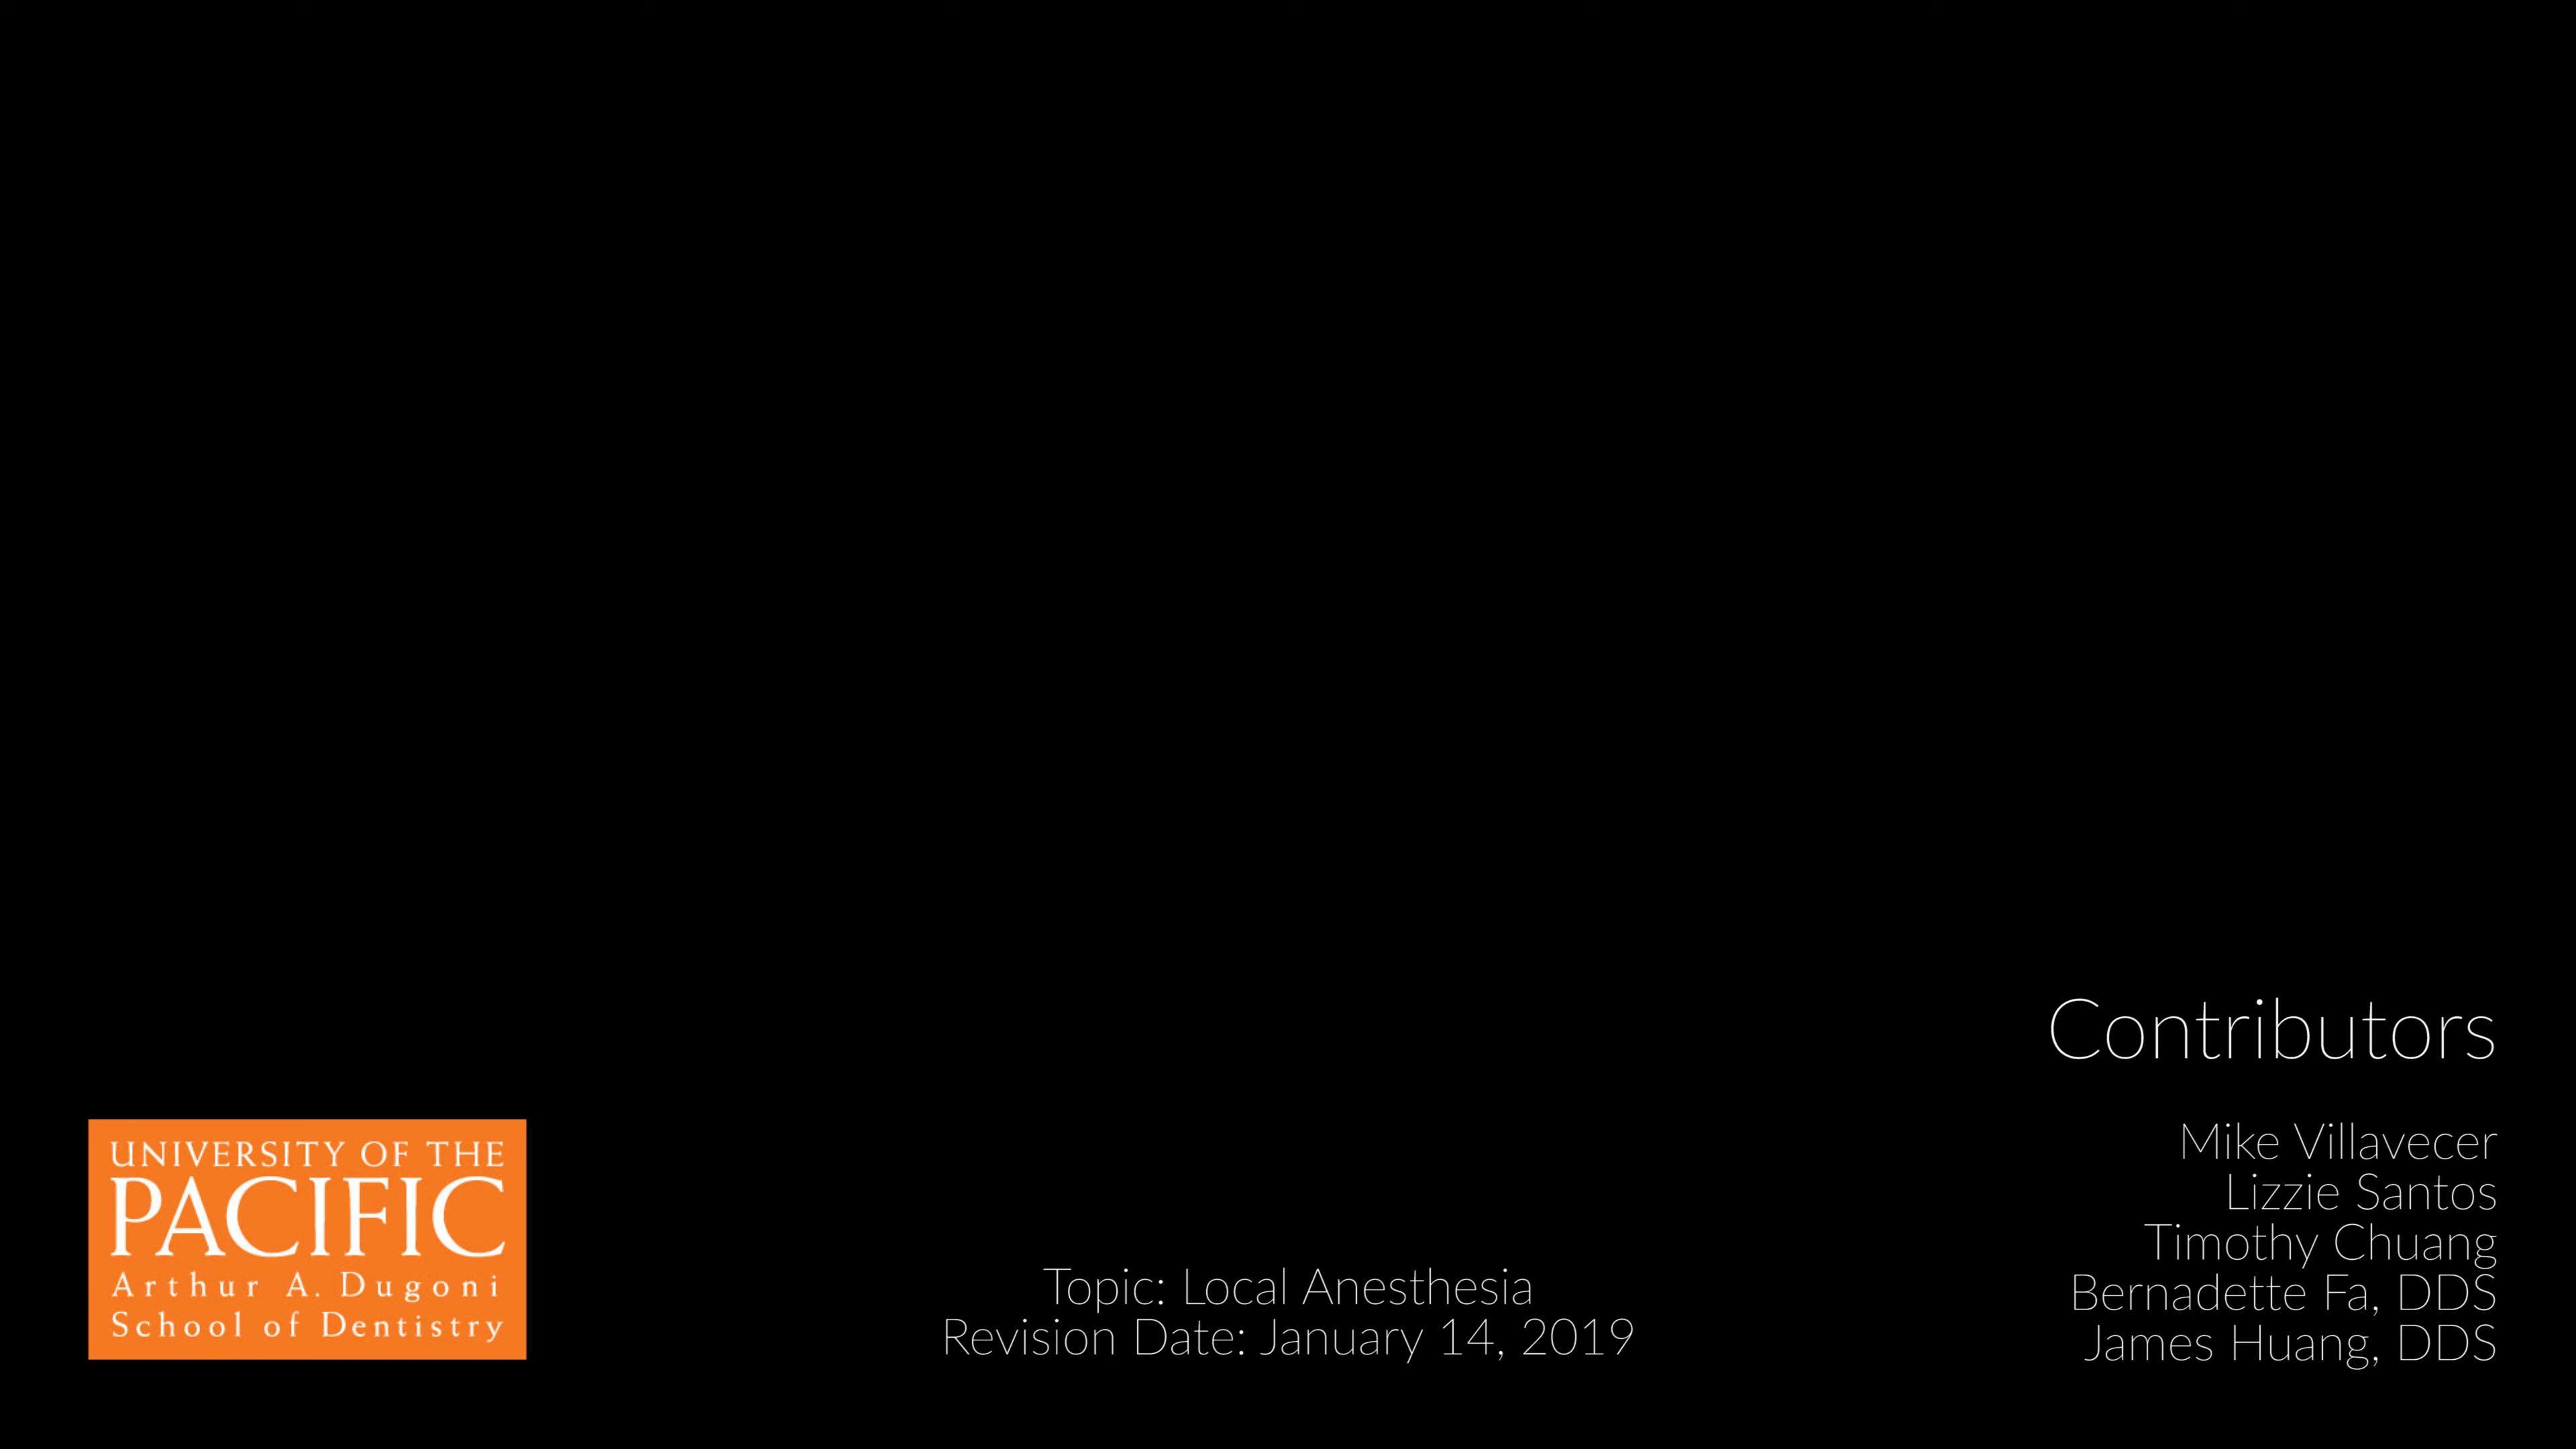 UNIVERSITY OF THE
PACIFIC
Arthur A. Dugoni
School of Dentistry
Topic: Local Anesthesia
Revision Date: January 14, 2019
Contributors
Mike Villavecer
Lizzie Santos
Timothy Chuang
Bernadette Fa, DDS
James Huang, DDS